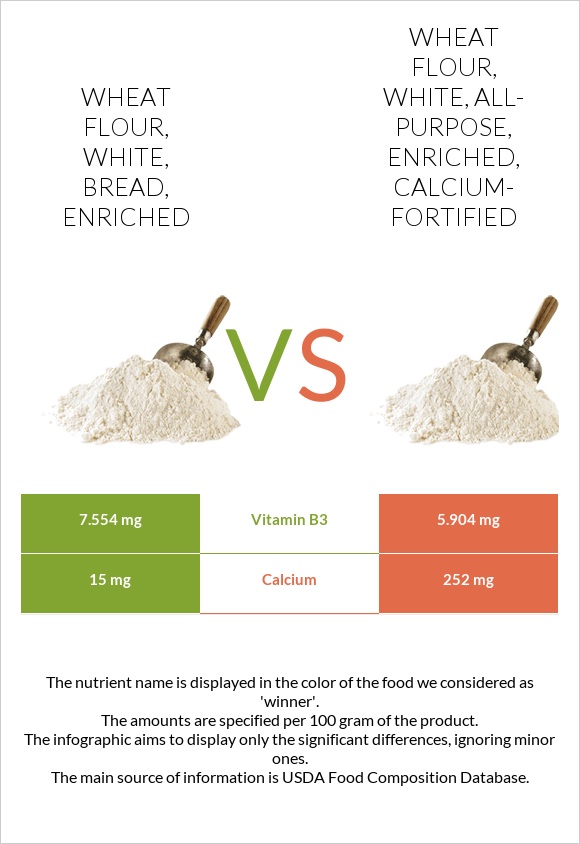 WHEAT
FLOUR,
WHITE,
BREAD,
ENRICHED
WHEAT
FLOUR,
WHITE, ALL-
PURPOSE,
ENRICHED,
CALCIUM-
FORTIFIED
VS
7.554 mg Vitamin B3 5.904 mg
15 mg Calcium 252 mg
The nutrient name is displayed in the color of the food we considered as
'winner'.
The amounts are specified per 100 gram of the product.
The infographic aims to display only the significant differences, ignoring minor
ones.
The main source of information is USDA Food Composition Database.